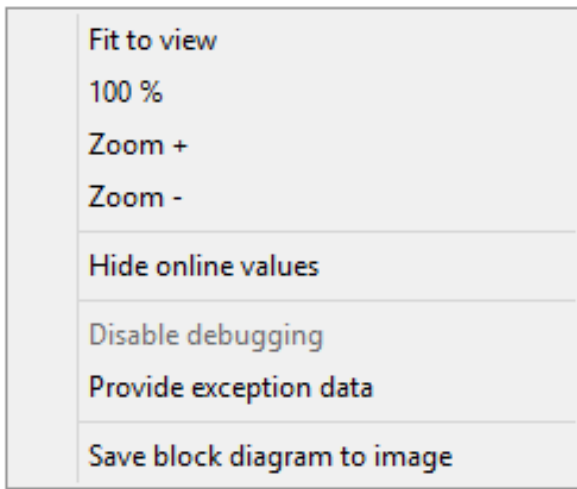 Fit to view
100 %
Zoom +
Zoom -
Hide online values
Disable debugging
Provide exception data
Save block diagram to image